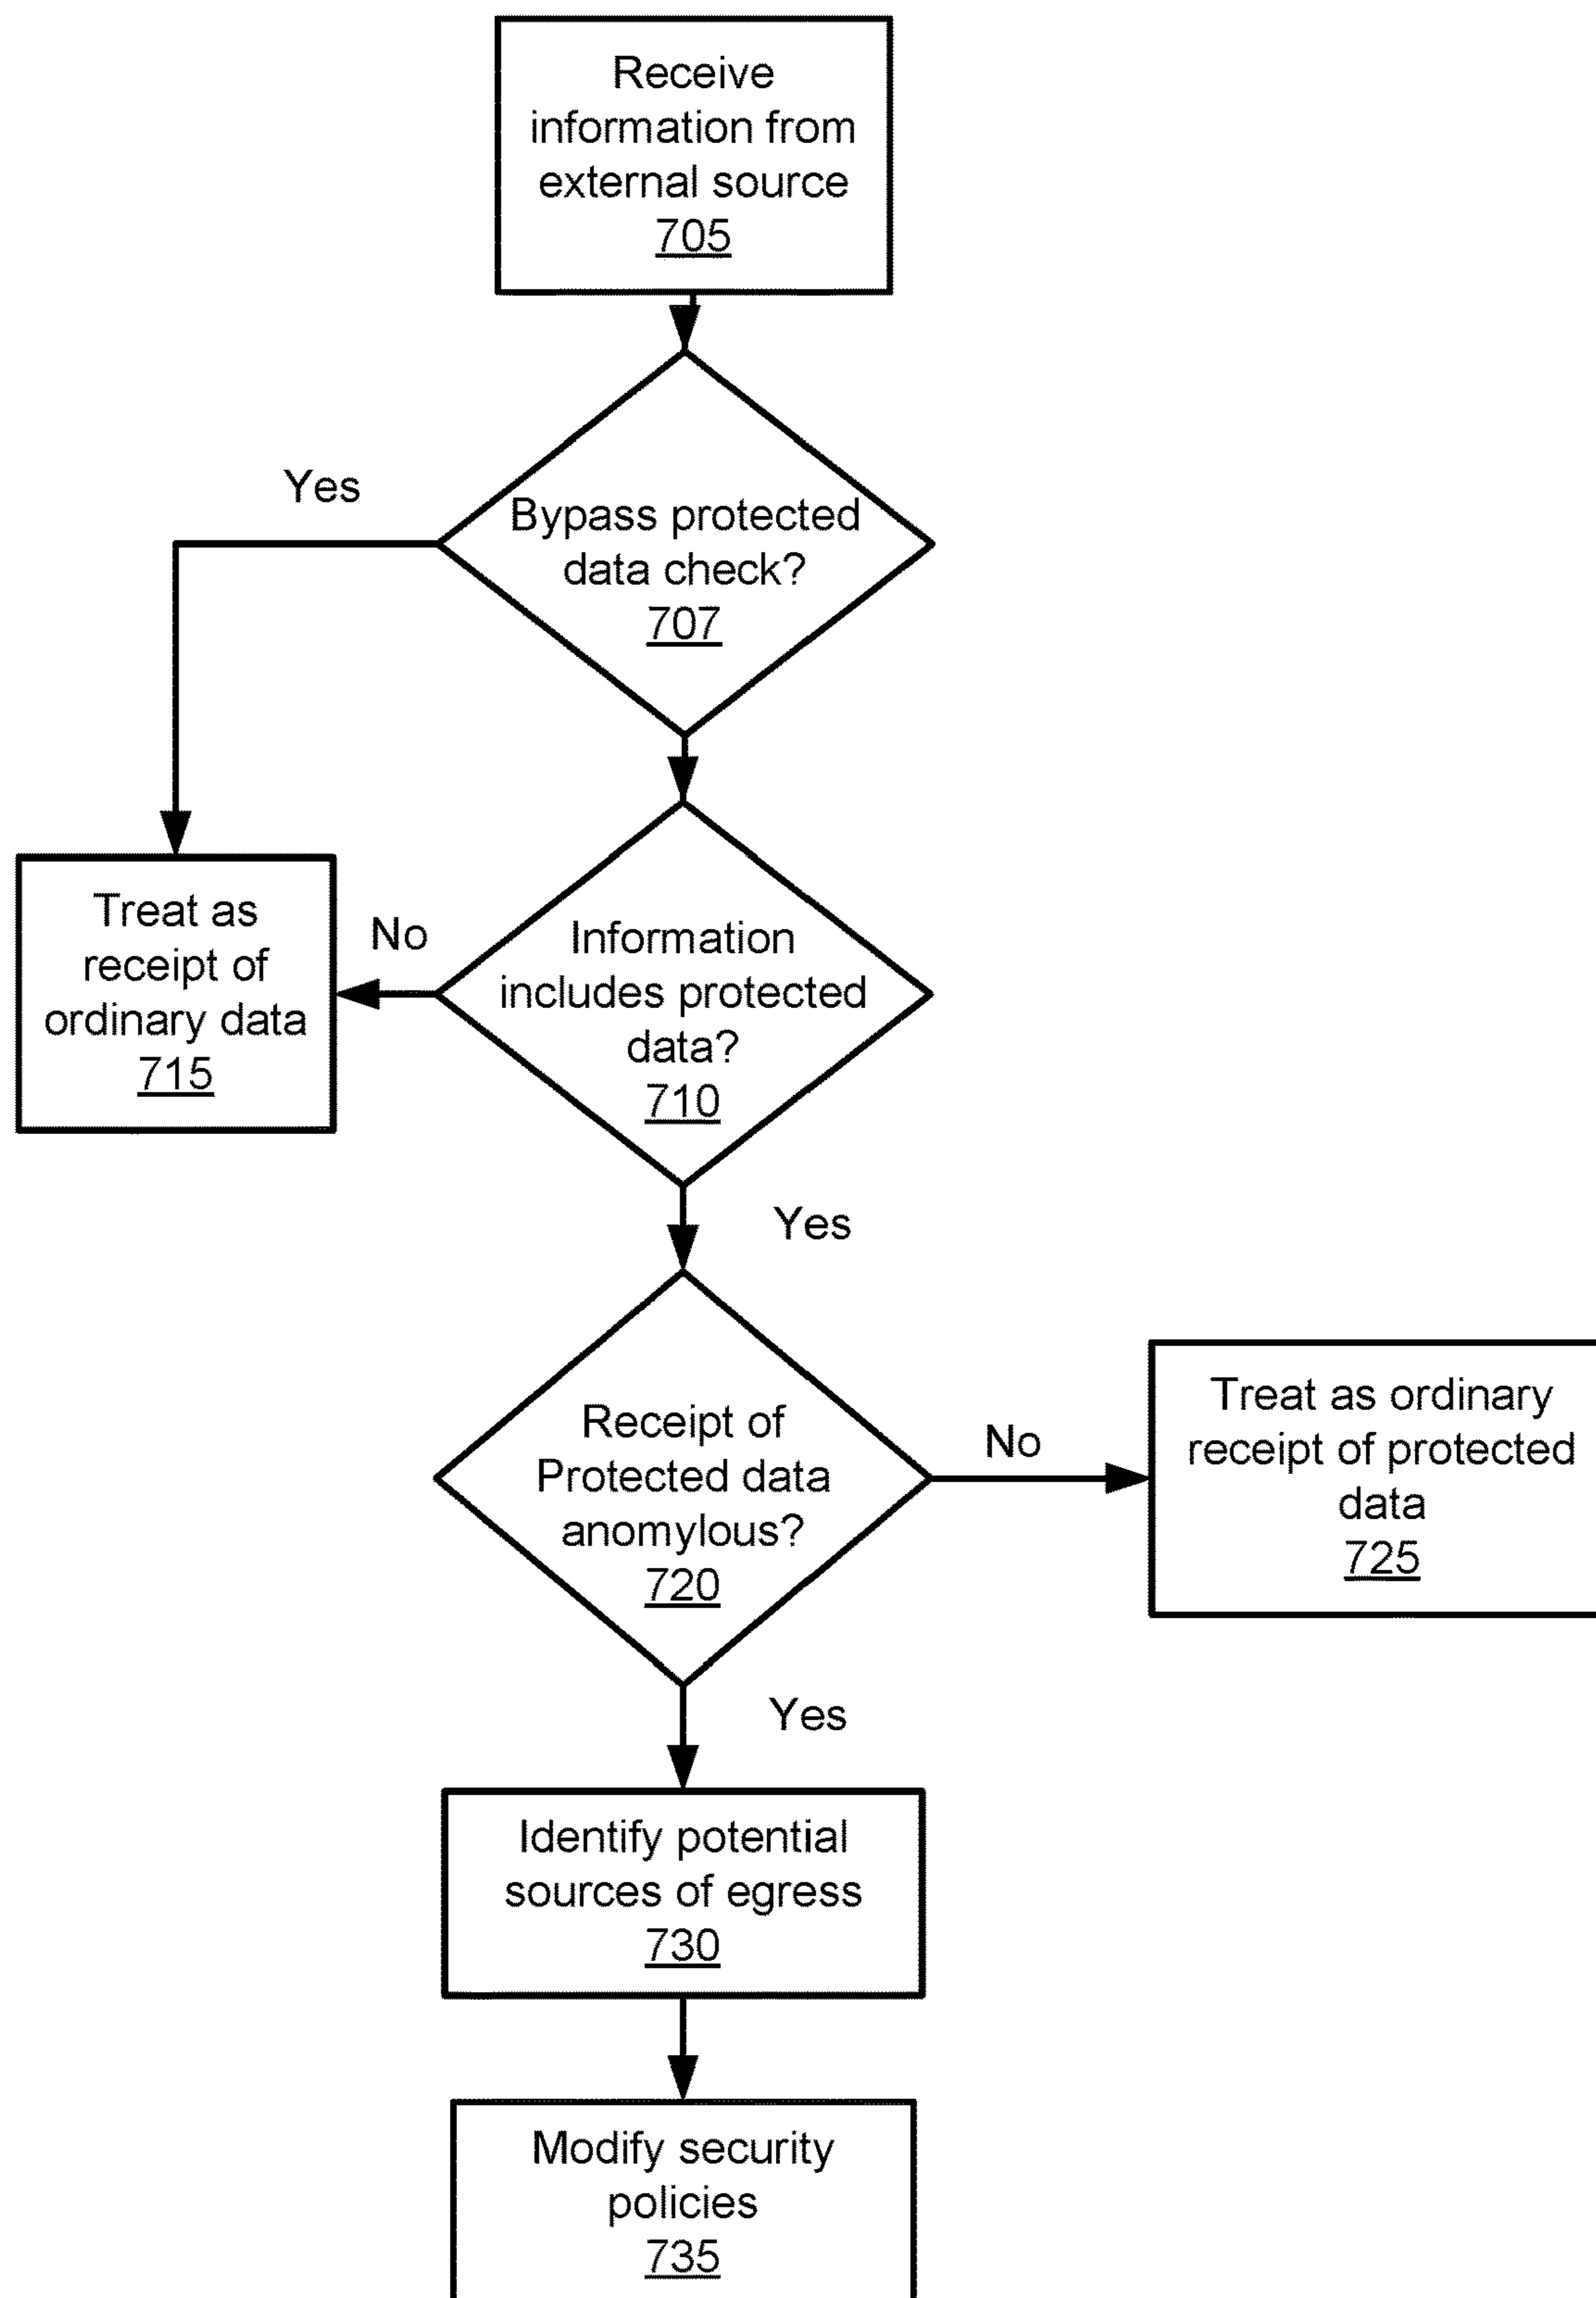 Receive
information from
external source
705
Yes
Bypass protected
data check?
707
Treat as
receipt of
ordinary data
715
No
Information
includes protected
data?
710
Yes
Receipt of
Protected data
anomylous?
720
No
Treat as ordinary
receipt of protected
data
725
Yes
Identify potential
sources of egress
730
Modify security
policies
735